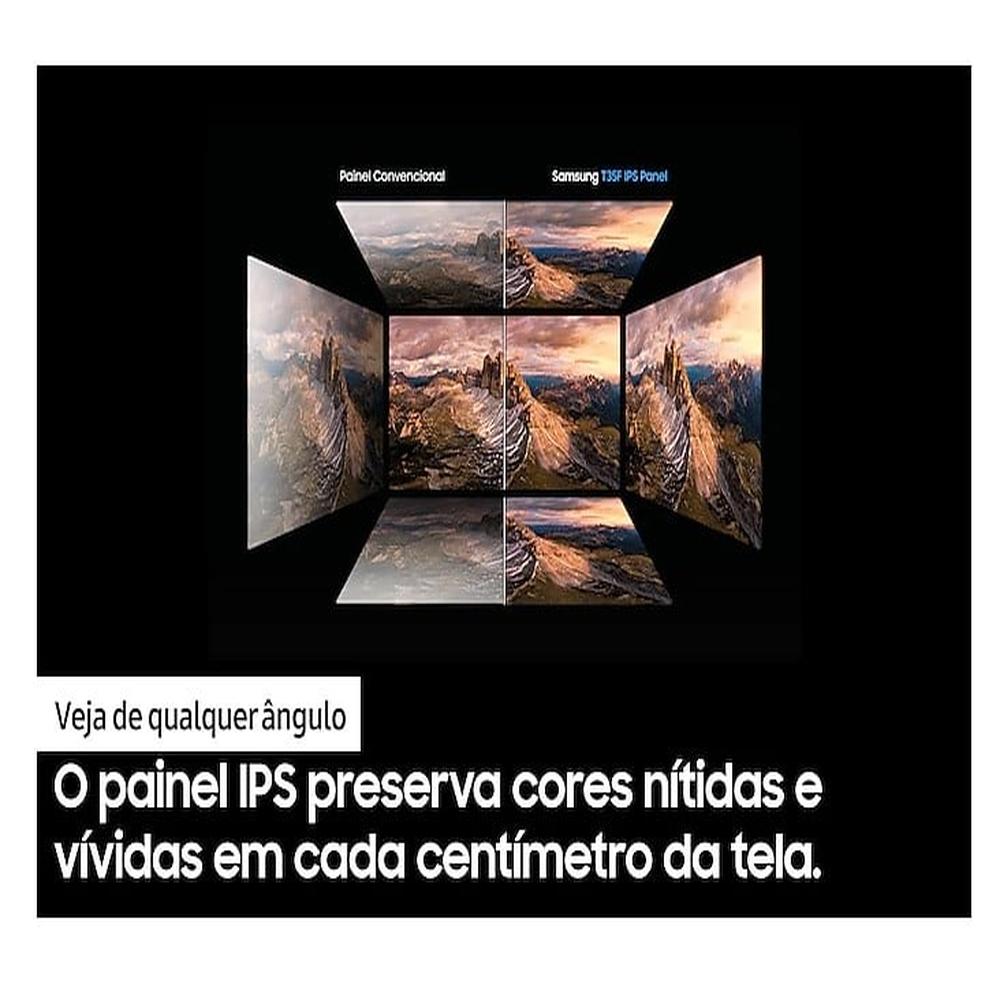 Painel Convencional
Samsung T35F IPS Panel
Veja de qualquer ângulo
O painel IPS preserva cores nítidas e
vívidas em cada centímetro da tela.